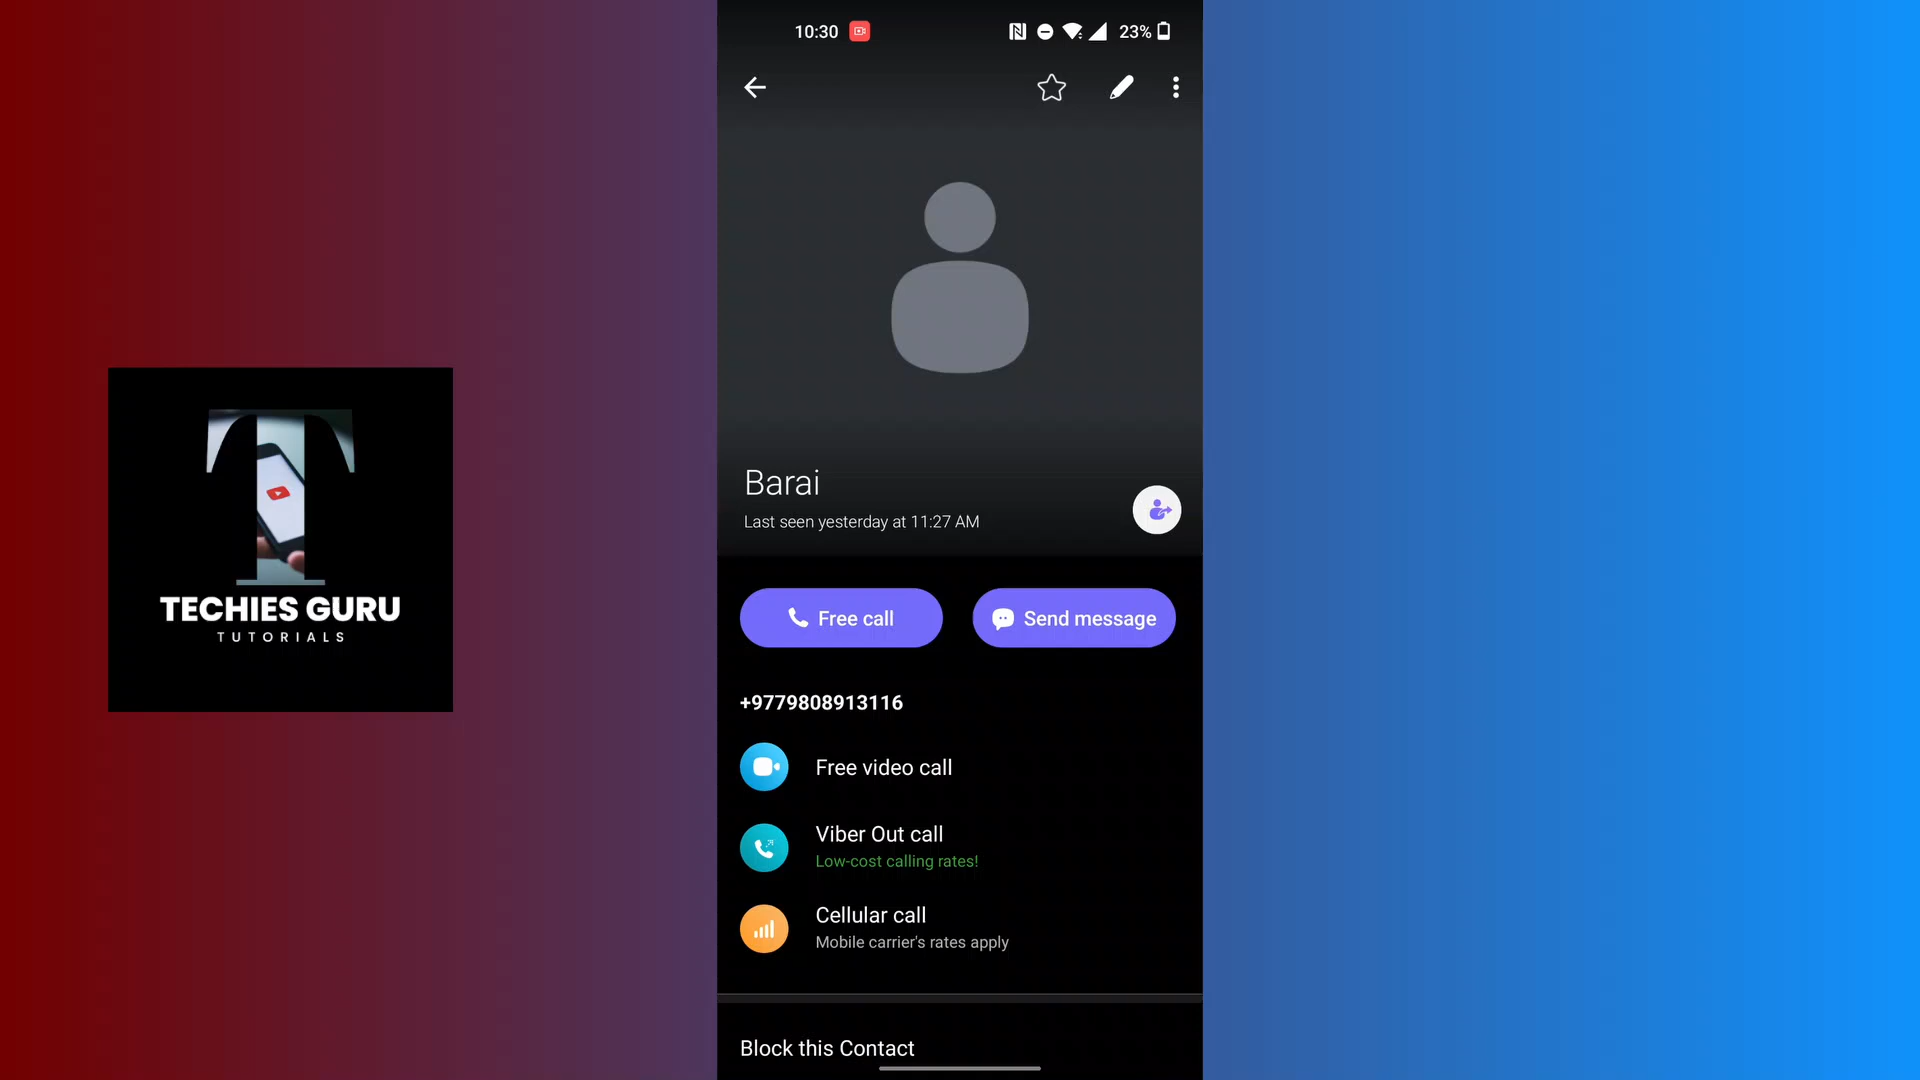 10:30
23%
Barai
Last seen yesterday at 11:27 AM
Free call
Send message
+9779808913116
Free video call
Viber Out call
Low-cost calling rates!
Cellular call
Mobile carrier's rates apply
Block this Contact
T
TECHIES GURU
TUTORIALS